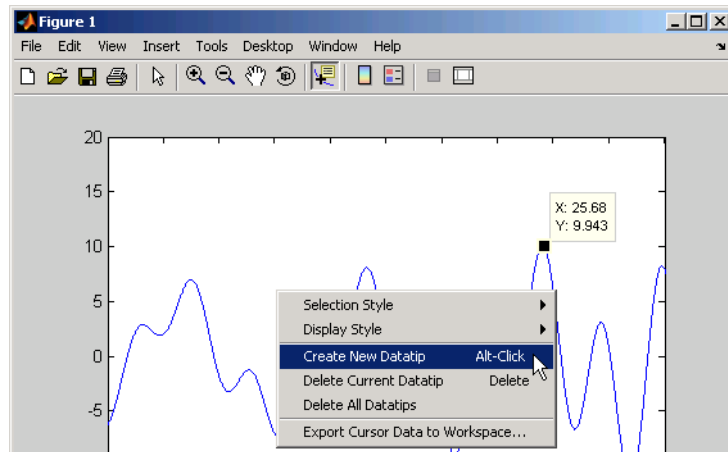 Figure 1
File Edit View Insert Tools Desktop Window Help
20
15
X: 25.68
Y: 9.943
10
5
Selection Style
Display Style
Create New Datatip Alt-Click
0
Delete Current Datatip Delete
Delete All Datatips
-5
Export Cursor Data to Workspace...